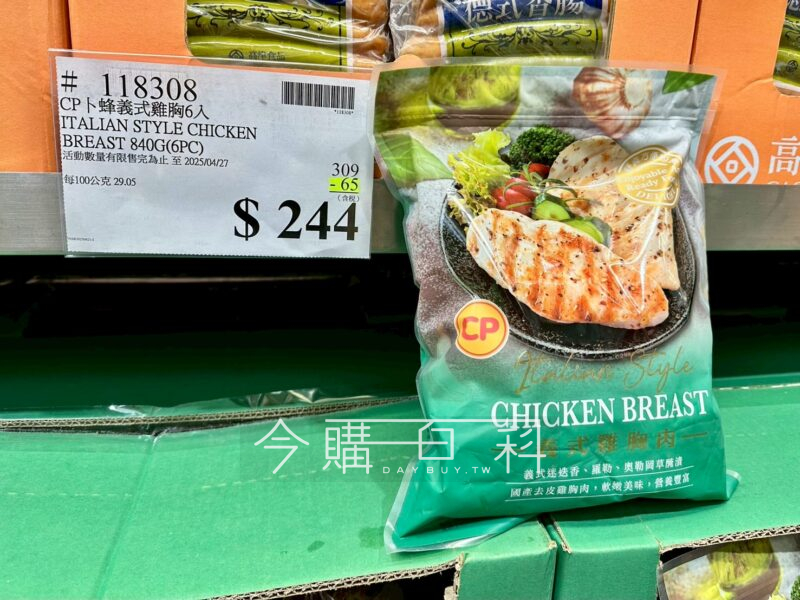 德式香腸
# 118308
*118308*
CP卜蜂義式雞胸6入
ITALIAN STYLE CHICKEN
BREAST 840G(6PC)
活動數量有限售完為止 至 2025/04/27
309
- 65
(含稅)
每100公克 29.05
$ 244
高
Enjoyable
Ready
CP
Italian Style
CHICKEN BREAST
義式雞胸肉
義式迷迭香、羅勒、奧勒岡草醃漬
國產去皮雞胸肉，軟嫩美味，營養豐富
今購百科
DAYBUY.TW